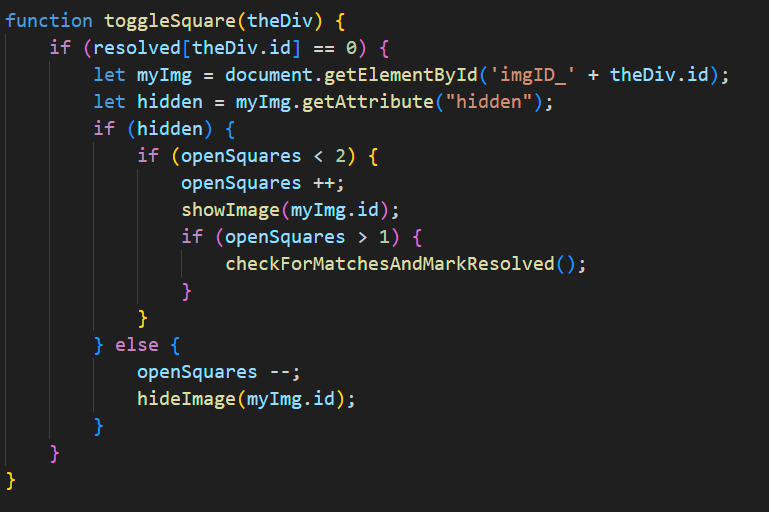 function toggleSquare(theDiv) {
    if (resolved[theDiv.id] == 0) {
        let myImg = document.getElementById('imgID_' + theDiv.id);
        let hidden = myImg.getAttribute("hidden");
        if (hidden) {
            if (openSquares < 2) {
                openSquares ++;
                showImage(myImg.id);
                if (openSquares > 1) {
                    checkForMatchesAndMarkResolved();
                }
            }
        } else {
            openSquares --;
            hideImage(myImg.id);
        }
    }
}